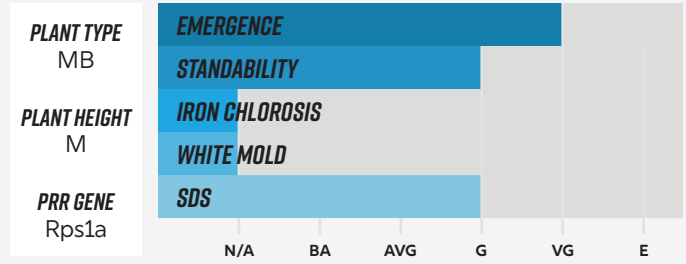 PLANT TYPE
MB
PLANT HEIGHT
M
PRR GENE
Rps1a
EMERGENCE
STANDABILITY
IRON CHLOROSIS
WHITE MOLD
SDS
N/A BA AVG G VG E